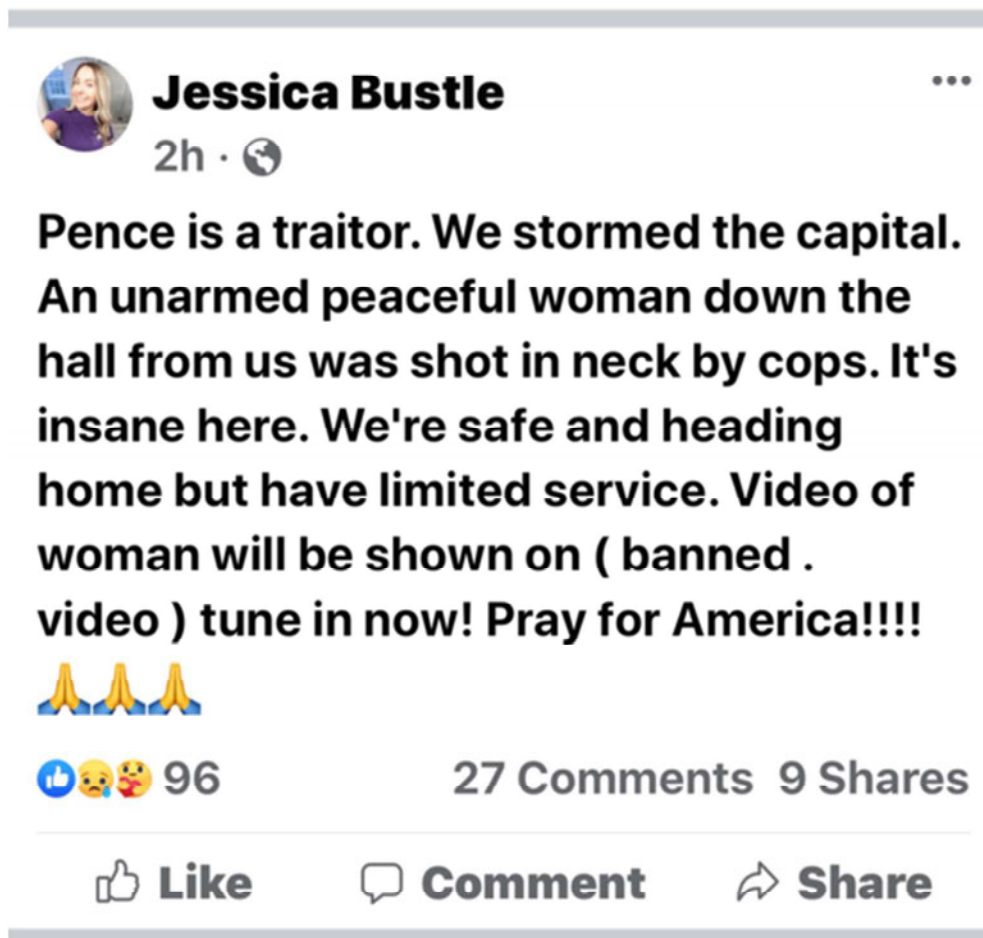 Jessica Bustle
2h ·
Pence is a traitor. We stormed the capital.
An unarmed peaceful woman down the
hall from us was shot in neck by cops. It's
insane here. We're safe and heading
home but have limited service. Video of
woman will be shown on ( banned .
video ) tune in now! Pray for America!!!!
🙏🙏🙏
96 27 Comments 9 Shares
Like Comment Share